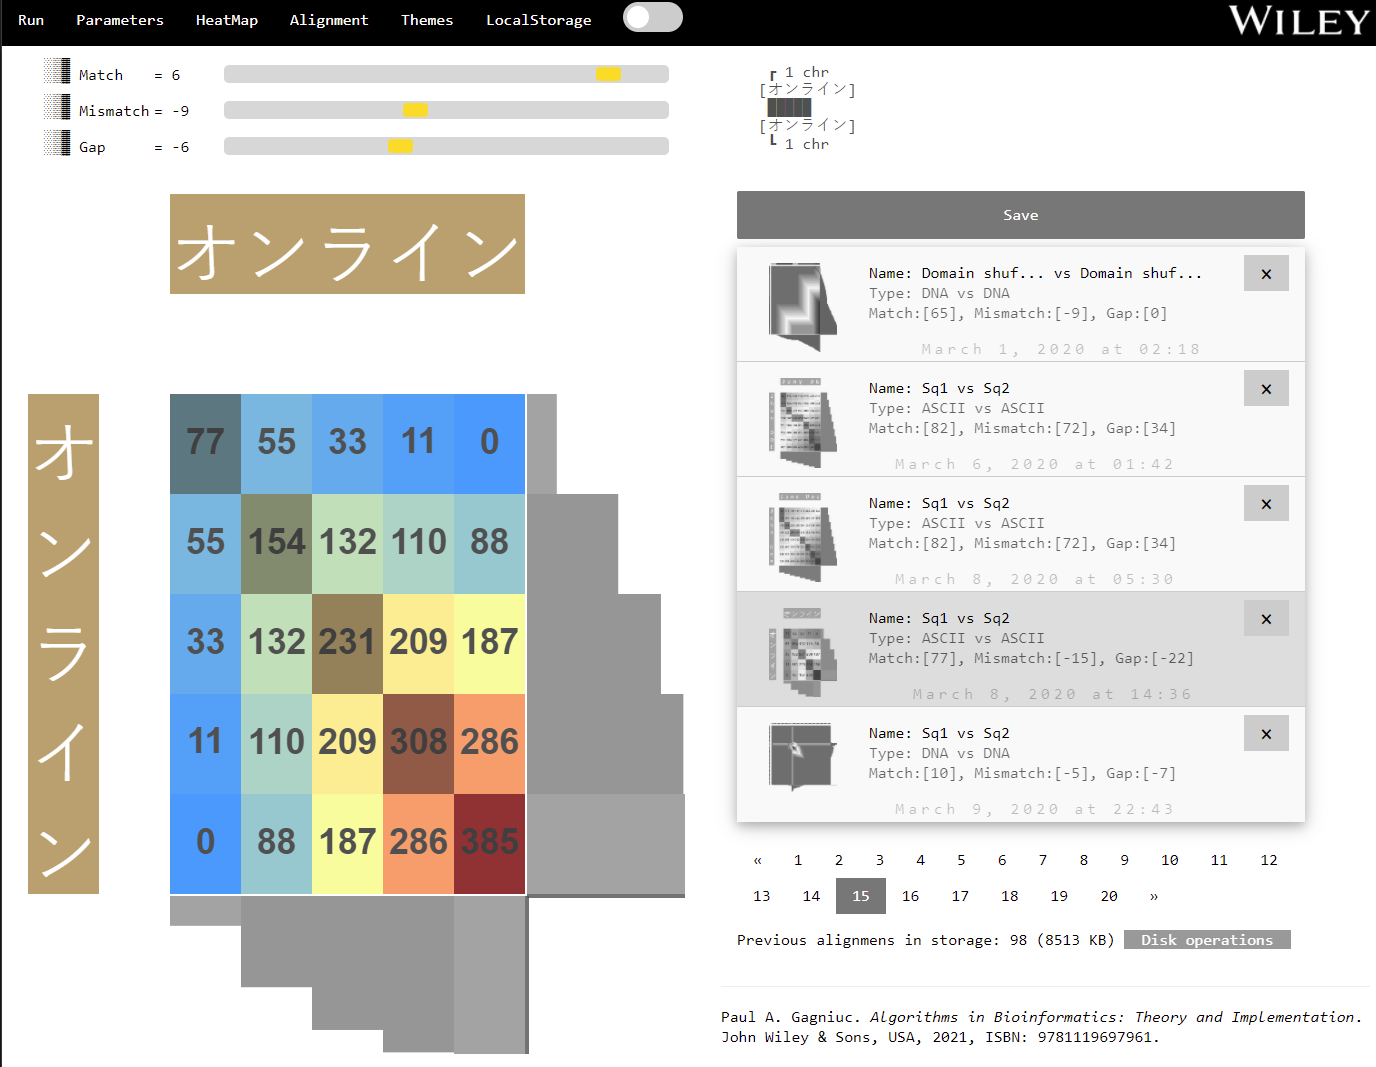 Run Parameters HeatMap Alignment Themes LocalStorage
WILEY
Match = 6
Mismatch = -9
Gap = -6
┏ 1 chr
[オンライン]
[オンライン]
┗ 1 chr
オンライン
オンライン
77 55 33 11 0
55 154 132 110 88
33 132 231 209 187
11 110 209 308 286
0 88 187 286 385
Save
Name: Domain shuf... vs Domain shuf... ×
Type: DNA vs DNA
Match:[65], Mismatch:[-9], Gap:[0]
March 1, 2020 at 02:18
Name: Sq1 vs Sq2 ×
Type: ASCII vs ASCII
Match:[82], Mismatch:[72], Gap:[34]
March 6, 2020 at 01:42
Name: Sq1 vs Sq2 ×
Type: ASCII vs ASCII
Match:[82], Mismatch:[72], Gap:[34]
March 8, 2020 at 05:30
Name: Sq1 vs Sq2 ×
Type: ASCII vs ASCII
Match:[77], Mismatch:[-15], Gap:[-22]
March 8, 2020 at 14:36
Name: Sq1 vs Sq2 ×
Type: DNA vs DNA
Match:[10], Mismatch:[-5], Gap:[-7]
March 9, 2020 at 22:43
« 1 2 3 4 5 6 7 8 9 10 11 12
13 14 15 16 17 18 19 20 »
Previous alignmens in storage: 98 (8513 KB) Disk operations
Paul A. Gagniuc. Algorithms in Bioinformatics: Theory and Implementation.
John Wiley & Sons, USA, 2021, ISBN: 9781119697961.